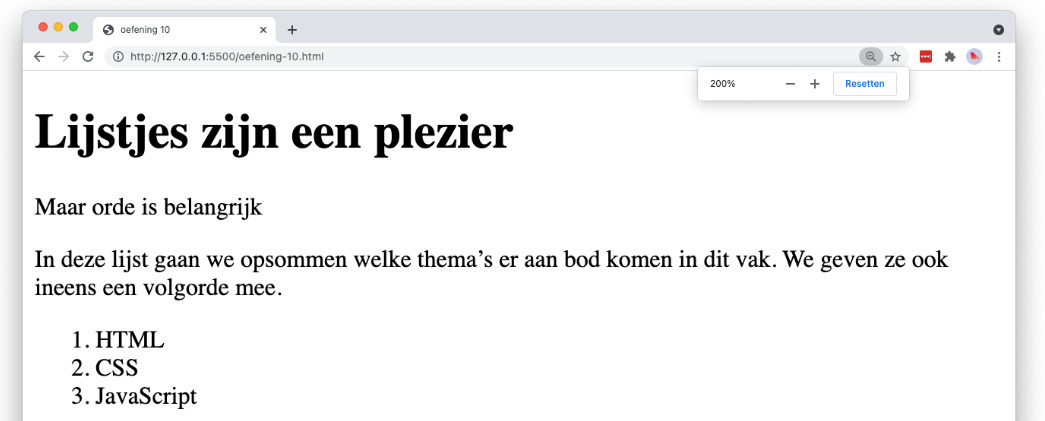 oefening 10
http://127.0.0.1:5500/oefening-10.html
200%
Resetten
Lijstjes zijn een plezier
Maar orde is belangrijk
In deze lijst gaan we opsommen welke thema’s er aan bod komen in dit vak. We geven ze ook
ineens een volgorde mee.
1. HTML
2. CSS
3. JavaScript